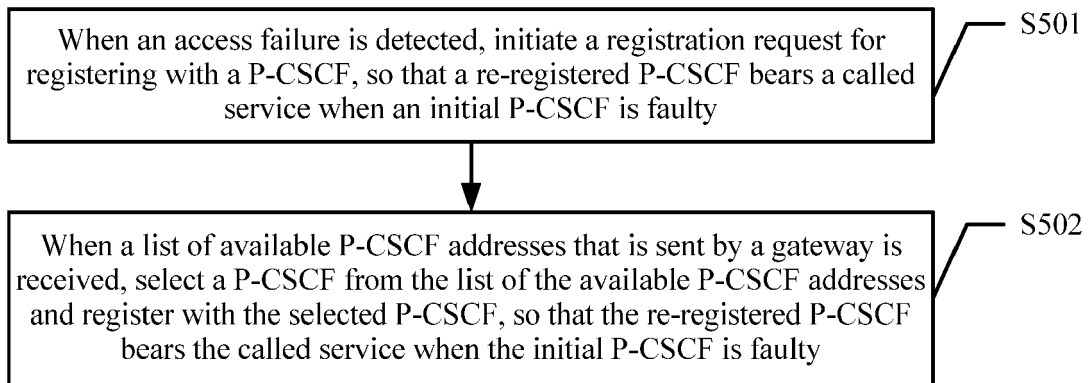 When an access failure is detected, initiate a registration request for
registering with a P-CSCF, so that a re-registered P-CSCF bears a called
service when an initial P-CSCF is faulty
S501
When a list of available P-CSCF addresses that is sent by a gateway is
received, select a P-CSCF from the list of the available P-CSCF addresses
and register with the selected P-CSCF, so that the re-registered P-CSCF
bears the called service when the initial P-CSCF is faulty
S502